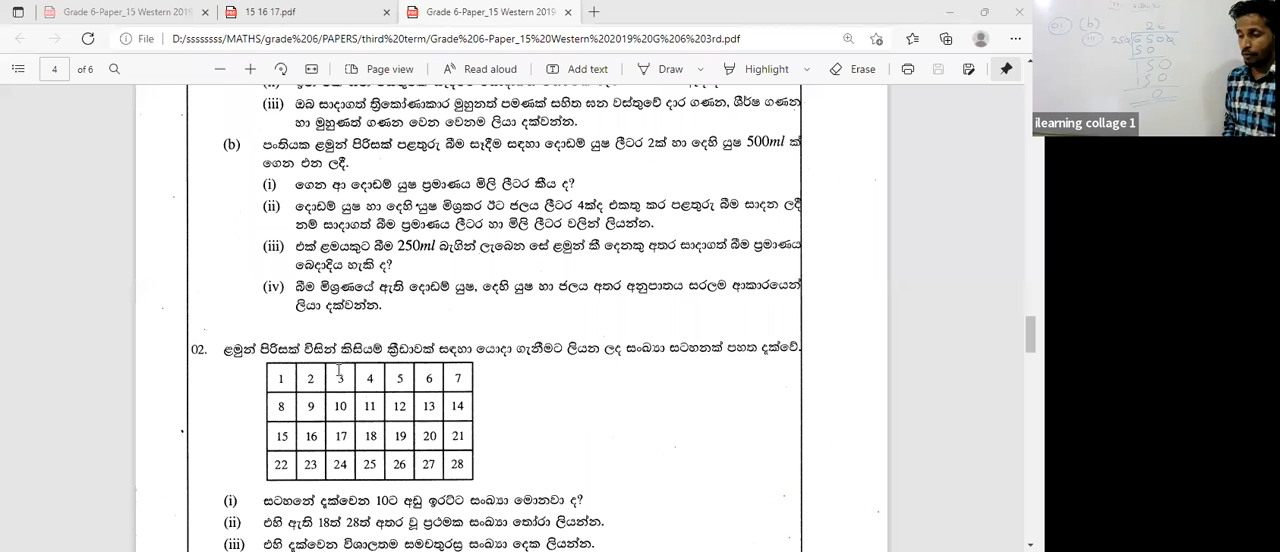 Grade 6-Paper_15 Western 2019
15 16 17.pdf
Grade 6-Paper_15 Western 2019
File
D:/ssssssss/MATHS/grade%206/PAPERS/third%20term/Grade6-Paper_15%20Western%202019%20G%206%203rd.pdf
4 of 6
Page view
Read aloud
Add text
Draw
Highlight
Erase
(iii) ඔබ සාදාගත් ත්‍රිකෝණාකාර මුහුනත් පමණක් සහිත ඝන වස්තුවේ දාර ගණන, ශීර්ෂ ගණන
හා මුහුණත් ගණන වෙන වෙනම ලියා දක්වන්න.
(b) පංතියක ළමුන් පිරිසක් පළතුරු බීම සෑදීම සඳහා දොඩම් යුෂ ලීටර 2ක් හා දෙහි යුෂ 500ml ක්
ගෙන එන ලදී.
(i) ගෙන ආ දොඩම් යුෂ ප්‍රමාණය මිලි ලීටර කීය ද?
(ii) දොඩම් යුෂ හා දෙහි යුෂ මිශ්‍රකර ඊට ජලය ලීටර 4ක්ද එකතු කර පළතුරු බීම සාදන ලදී
නම් සාදාගත් බීම ප්‍රමාණය ලීටර හා මිලි ලීටර වලින් ලියන්න.
(iii) එක් ළමයකුට බීම 250ml බැගින් ලැබෙන සේ ළමුන් කී දෙනකු අතර සාදාගත් බීම ප්‍රමාණය
බෙදාදිය හැකි ද?
(iv) බීම මිශ්‍රණයේ ඇති දොඩම් යුෂ, දෙහි යුෂ හා ජලය අතර අනුපාතය සරලම ආකාරයෙන්
ලියා දක්වන්න.
02. ළමුන් පිරිසක් විසින් කිසියම් ක්‍රීඩාවක් සඳහා යොදා ගැනීමට ලියන ලද සංඛ්‍යා සටහනක් පහත දැක්වේ.
1 2 3 4 5 6 7
8 9 10 11 12 13 14
15 16 17 18 19 20 21
22 23 24 25 26 27 28
(i) සටහනේ දැක්වෙන 10ට අඩු ඉරට්ට සංඛ්‍යා මොනවා ද?
(ii) එහි ඇති 18ත් 28ත් අතර වූ ප්‍රථමක සංඛ්‍යා තෝරා ලියන්න.
(iii) එහි දැක්වෙන විශාලතම සමචතුරස්‍ර සංඛ්‍යා දෙක ලියන්න.
(b)
26
150
150
0
ilearning collage 1